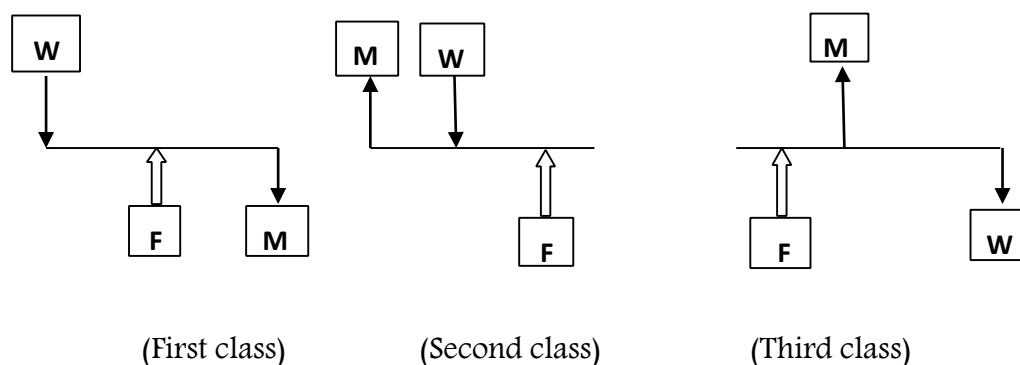 W
M W
M
F M
F
F W
(First class) (Second class) (Third class)